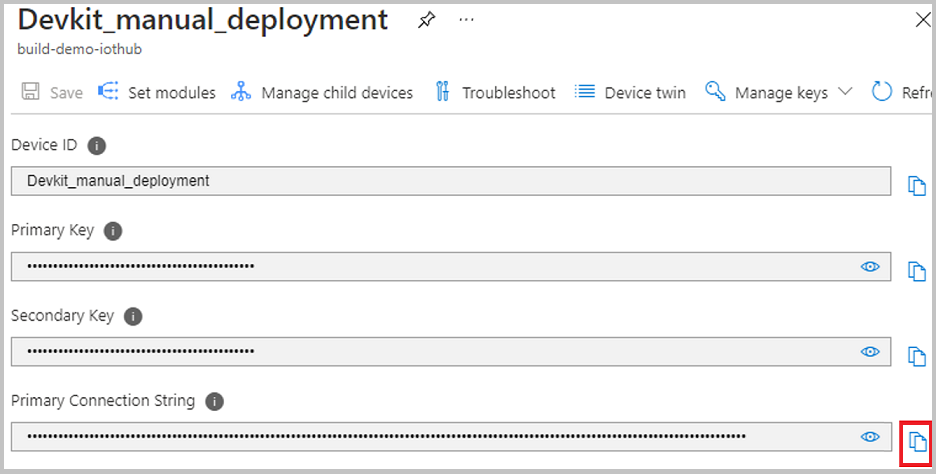 Devkit_manual_deployment
build-demo-iothub
Save Set modules Manage child devices Troubleshoot Device twin Manage keys Refre
Device ID
Devkit_manual_deployment
Primary Key
••••••••••••••••••••••••••••••••••••••••••••
Secondary Key
••••••••••••••••••••••••••••••••••••••••••••
Primary Connection String